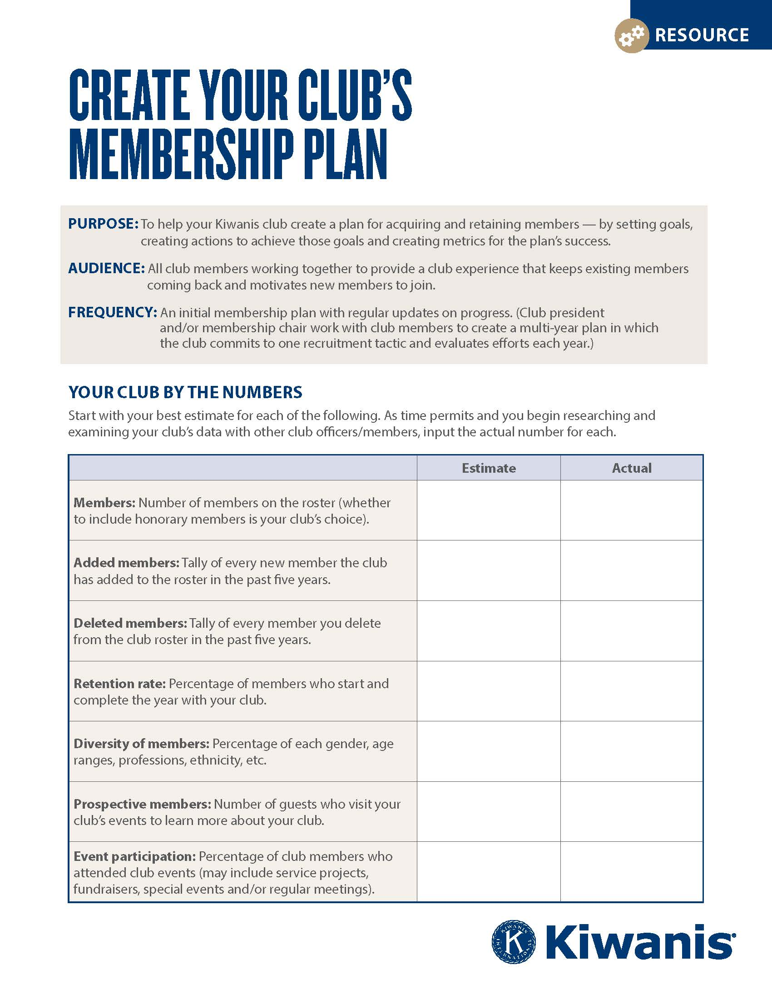 RESOURCE
CREATE YOUR CLUB'S
MEMBERSHIP PLAN
PURPOSE: To help your Kiwanis club create a plan for acquiring and retaining members — by setting goals,
creating actions to achieve those goals and creating metrics for the plan's success.
AUDIENCE: All club members working together to provide a club experience that keeps existing members
coming back and motivates new members to join.
FREQUENCY: An initial membership plan with regular updates on progress. (Club president
and/or membership chair work with club members to create a multi-year plan in which
the club commits to one recruitment tactic and evaluates efforts each year.)
YOUR CLUB BY THE NUMBERS
Start with your best estimate for each of the following. As time permits and you begin researching and
examining your club's data with other club officers/members, input the actual number for each.
Estimate Actual
Members: Number of members on the roster (whether
to include honorary members is your club's choice).
Added members: Tally of every new member the club
has added to the roster in the past five years.
Deleted members: Tally of every member you delete
from the club roster in the past five years.
Retention rate: Percentage of members who start and
complete the year with your club.
Diversity of members: Percentage of each gender, age
ranges, professions, ethnicity, etc.
Prospective members: Number of guests who visit your
club's events to learn more about your club.
Event participation: Percentage of club members who
attended club events (may include service projects,
fundraisers, special events and/or regular meetings).
KIWANIS
K
INTERNATIONAL
Kiwanis®